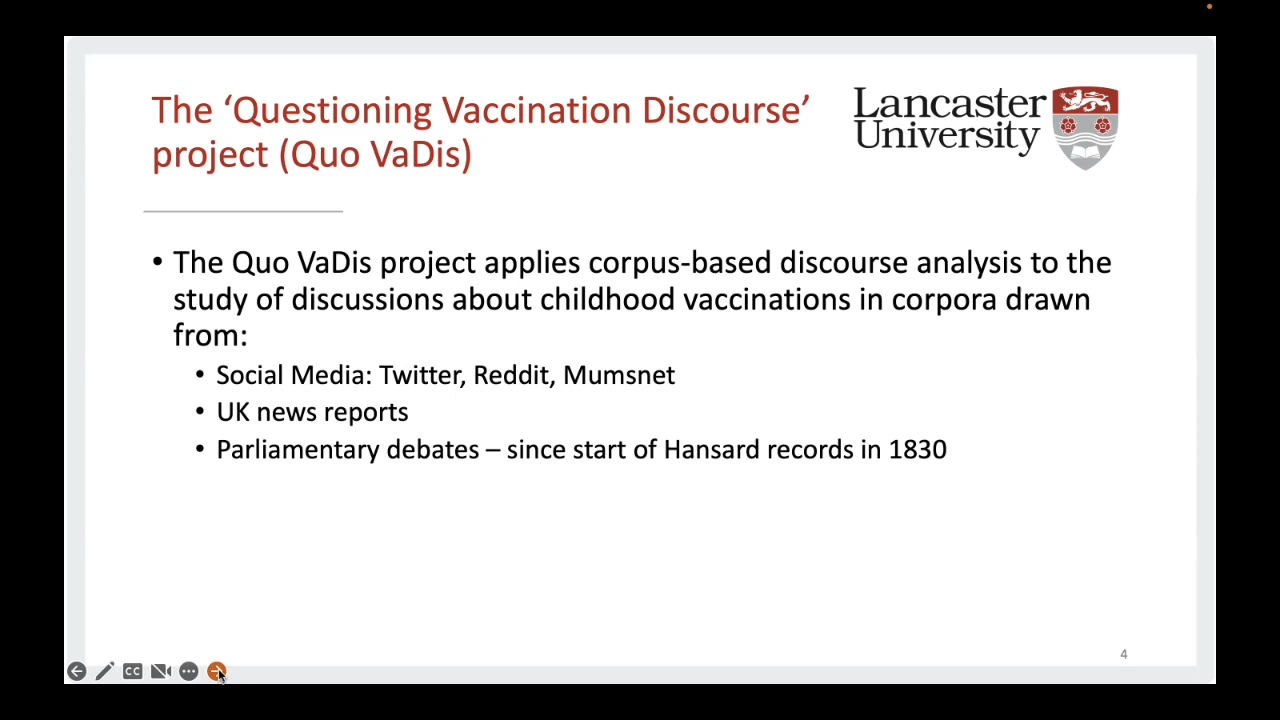 The ‘Questioning Vaccination Discourse’
project (Quo VaDis)
Lancaster
University
• The Quo VaDis project applies corpus-based discourse analysis to the
study of discussions about childhood vaccinations in corpora drawn
from:
• Social Media: Twitter, Reddit, Mumsnet
• UK news reports
• Parliamentary debates – since start of Hansard records in 1830
4
CC